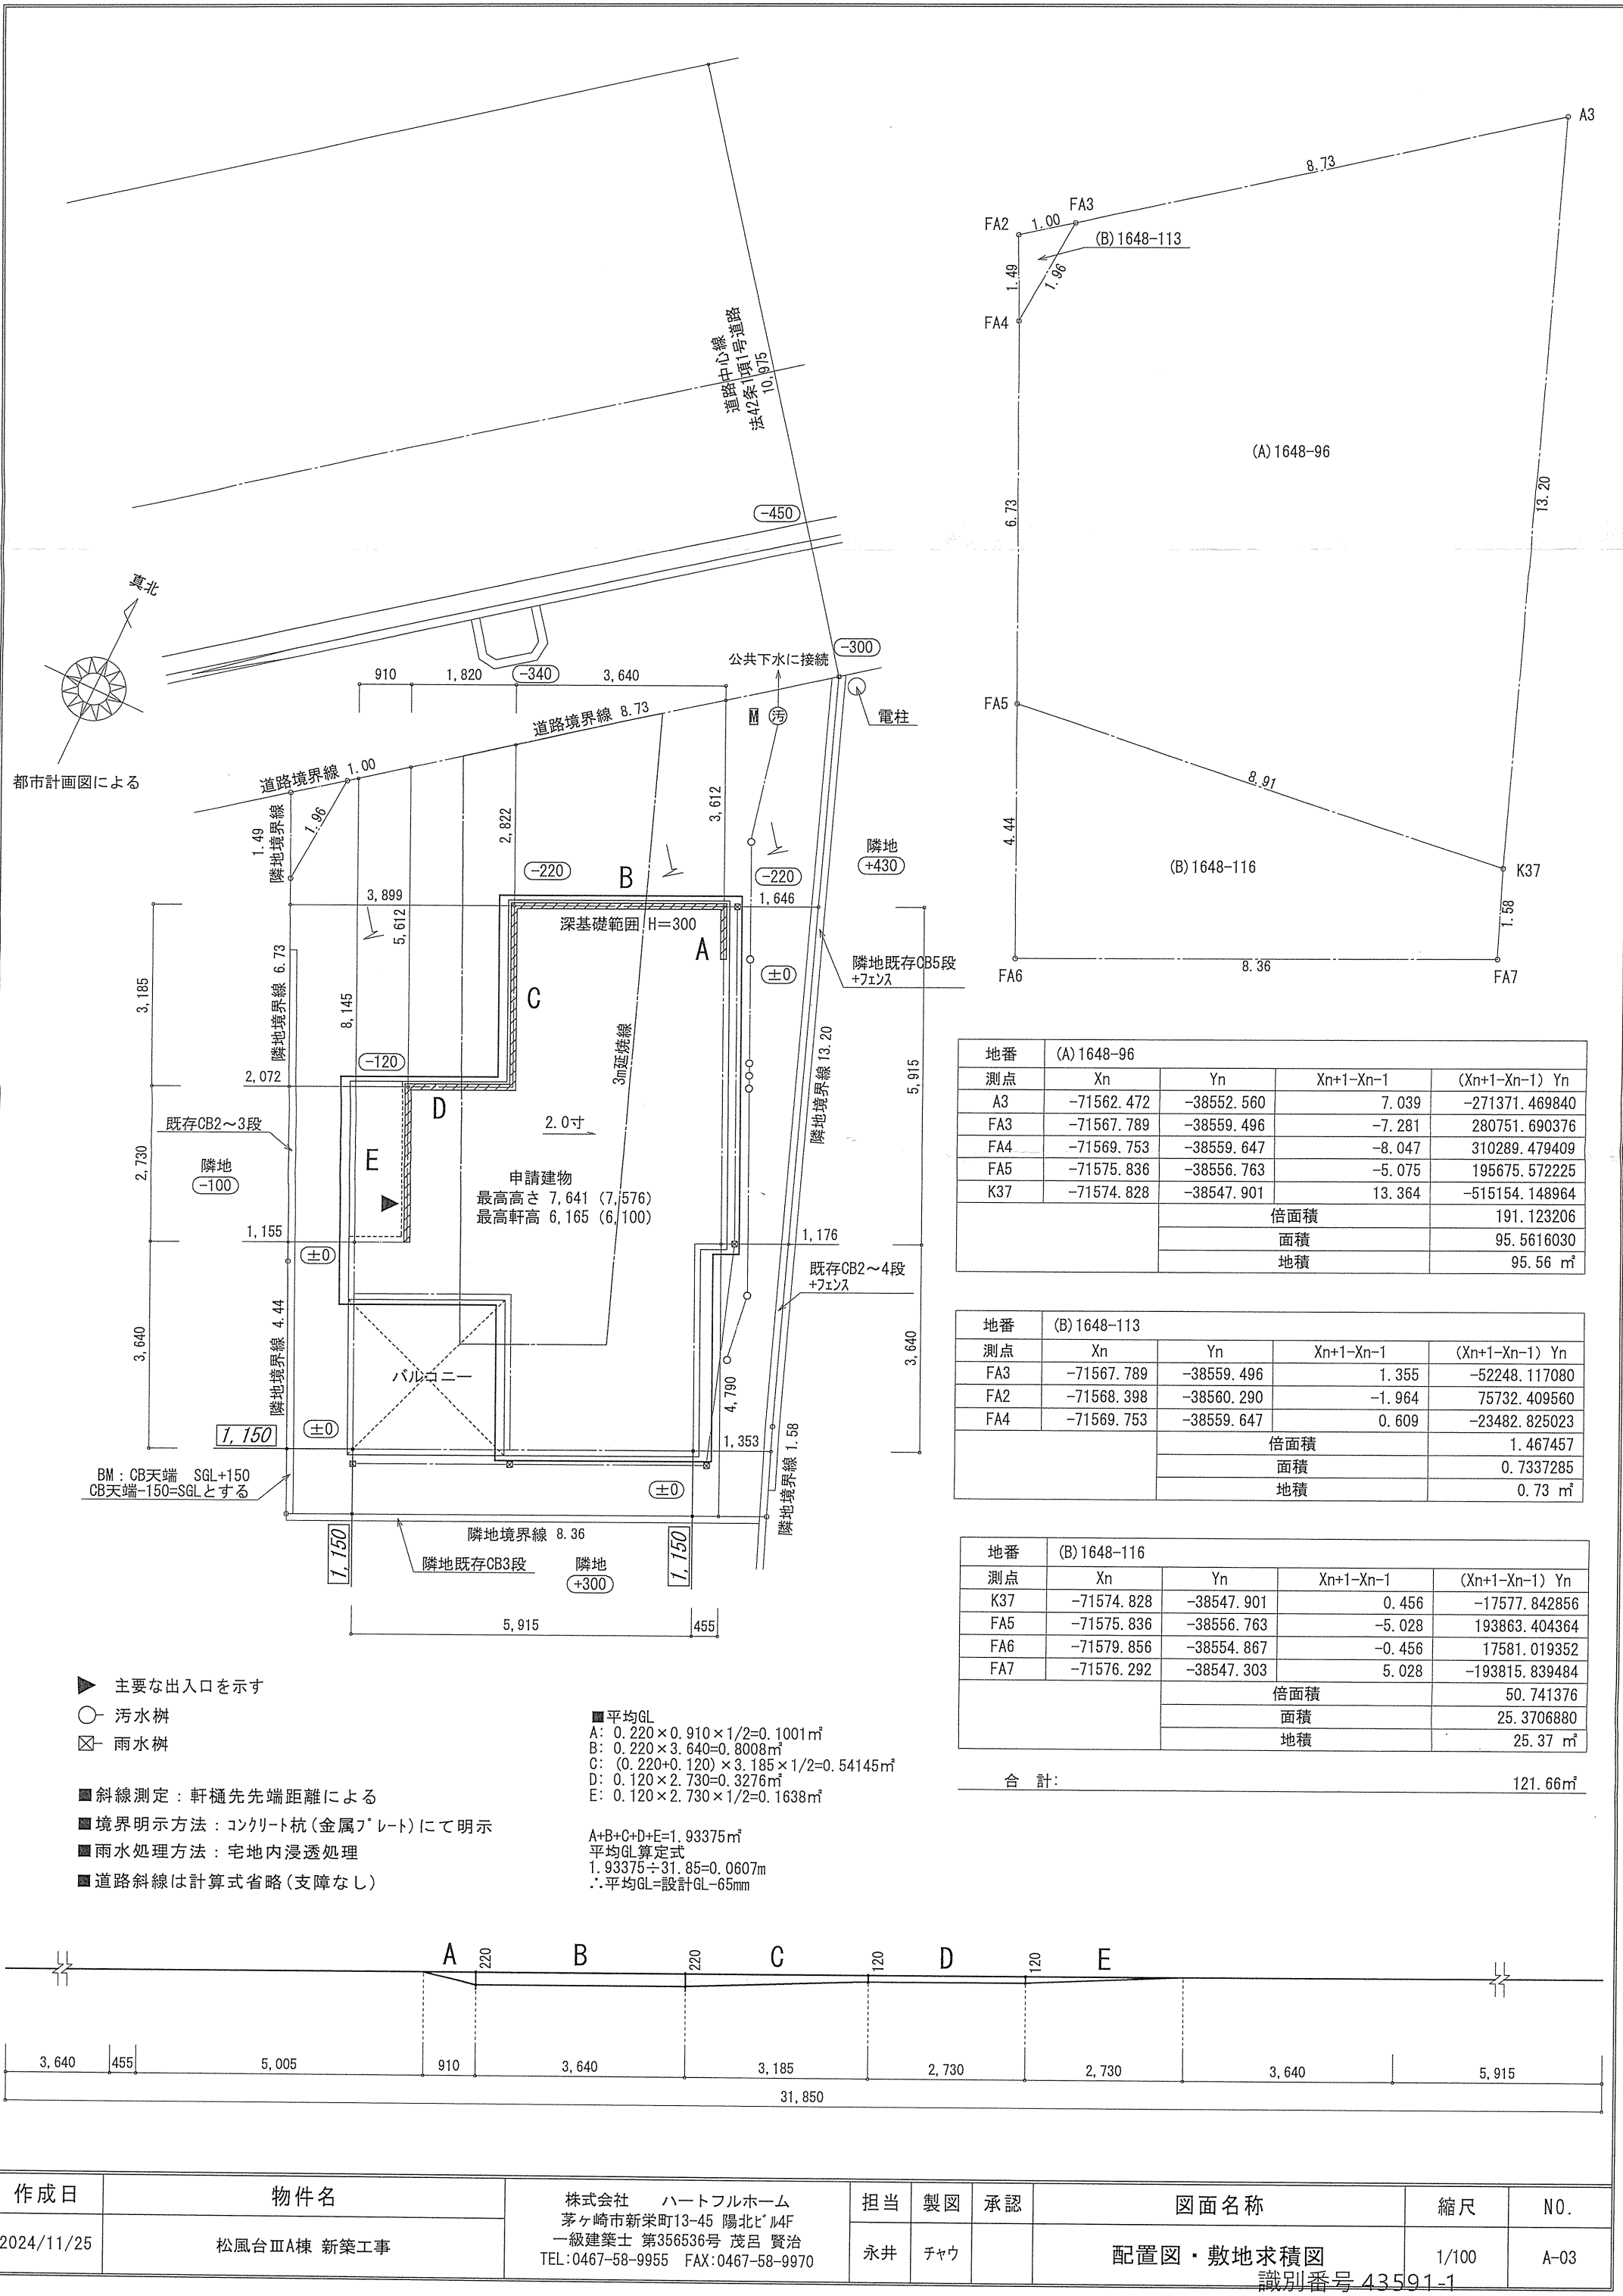 道路中心線
法42条1項1号道路
10,975
-450
真北
都市計画図による
-300
公共下水に接続
910
1,820
-340
3,640
M
汚
電柱
道路境界線 8.73
道路境界線 1.00
1.49
隣地境界線
1.96
2,822
3,612
隣地
+430
-220
B
-220
3,899
1,646
深基礎範囲 H=300
A
5,612
隣地境界線 6.73
C
±0
隣地既存CB5段
+フェンス
3,185
8,145
3m延焼線
隣地境界線 13.20
5,915
-120
2,072
D
2.0寸
既存CB2~3段
隣地
-100
2,730
E
申請建物
最高高さ 7,641 (7,576)
最高軒高 6,165 (6,100)
1,155
±0
1,176
既存CB2~4段
+フェンス
3,640
隣地境界線 4.44
バルコニー
4,790
3,640
1,150
±0
1,353
隣地境界線 1.58
BM:CB天端 SGL+150
CB天端-150=SGLとする
±0
1,150
隣地境界線 8.36
隣地既存CB3段
隣地
+300
1,150
5,915
455
A3
8.73
FA3
FA2
1.00
(B)1648-113
1.49
1.96
FA4
(A)1648-96
6.73
13.20
FA5
8.91
4.44
(B)1648-116
K37
1.58
FA6
8.36
FA7
地番 (A)1648-96
測点 Xn Yn Xn+1-Xn-1 (Xn+1-Xn-1) Yn
A3 -71562.472 -38552.560 7.039 -271371.469840
FA3 -71567.789 -38559.496 -7.281 280751.690376
FA4 -71569.753 -38559.647 -8.047 310289.479409
FA5 -71575.836 -38556.763 -5.075 195675.572225
K37 -71574.828 -38547.901 13.364 -515154.148964
倍面積 191.123206
面積 95.5616030
地積 95.56 ㎡
地番 (B)1648-113
測点 Xn Yn Xn+1-Xn-1 (Xn+1-Xn-1) Yn
FA3 -71567.789 -38559.496 1.355 -52248.117080
FA2 -71568.398 -38560.290 -1.964 75732.409560
FA4 -71569.753 -38559.647 0.609 -23482.825023
倍面積 1.467457
面積 0.7337285
地積 0.73 ㎡
地番 (B)1648-116
測点 Xn Yn Xn+1-Xn-1 (Xn+1-Xn-1) Yn
K37 -71574.828 -38547.901 0.456 -17577.842856
FA5 -71575.836 -38556.763 -5.028 193863.404364
FA6 -71579.856 -38554.867 -0.456 17581.019352
FA7 -71576.292 -38547.303 5.028 -193815.839484
倍面積 50.741376
面積 25.3706880
地積 25.37 ㎡
合 計: 121.66㎡
主要な出入口を示す
汚水桝
雨水桝
■斜線測定:軒樋先先端距離による
■境界明示方法:コンクリート杭(金属プレート)にて明示
■雨水処理方法:宅地内浸透処理
■道路斜線は計算式省略(支障なし)
■平均GL
A: 0.220×0.910×1/2=0.1001㎡
B: 0.220×3.640=0.8008㎡
C: (0.220+0.120)×3.185×1/2=0.54145㎡
D: 0.120×2.730=0.3276㎡
E: 0.120×2.730×1/2=0.1638㎡
A+B+C+D+E=1.93375㎡
平均GL算定式
1.93375÷31.85=0.0607m
∴平均GL=設計GL-65mm
A 220 B 220 C 120 D 120 E
3,640 455 5,005 910 3,640 3,185 2,730 2,730 3,640 5,915
31,850
作成日 物件名
2024/11/25 松風台ⅢA棟 新築工事
株式会社 ハートフルホーム
茅ヶ崎市新栄町13-45 陽北ビル4F
一級建築士 第356536号 茂呂 賢治
TEL:0467-58-9955 FAX:0467-58-9970
担当 製図 承認 図面名称 縮尺 NO.
永井 チャウ 配置図・敷地求積図 1/100 A-03
識別番号 43591-1